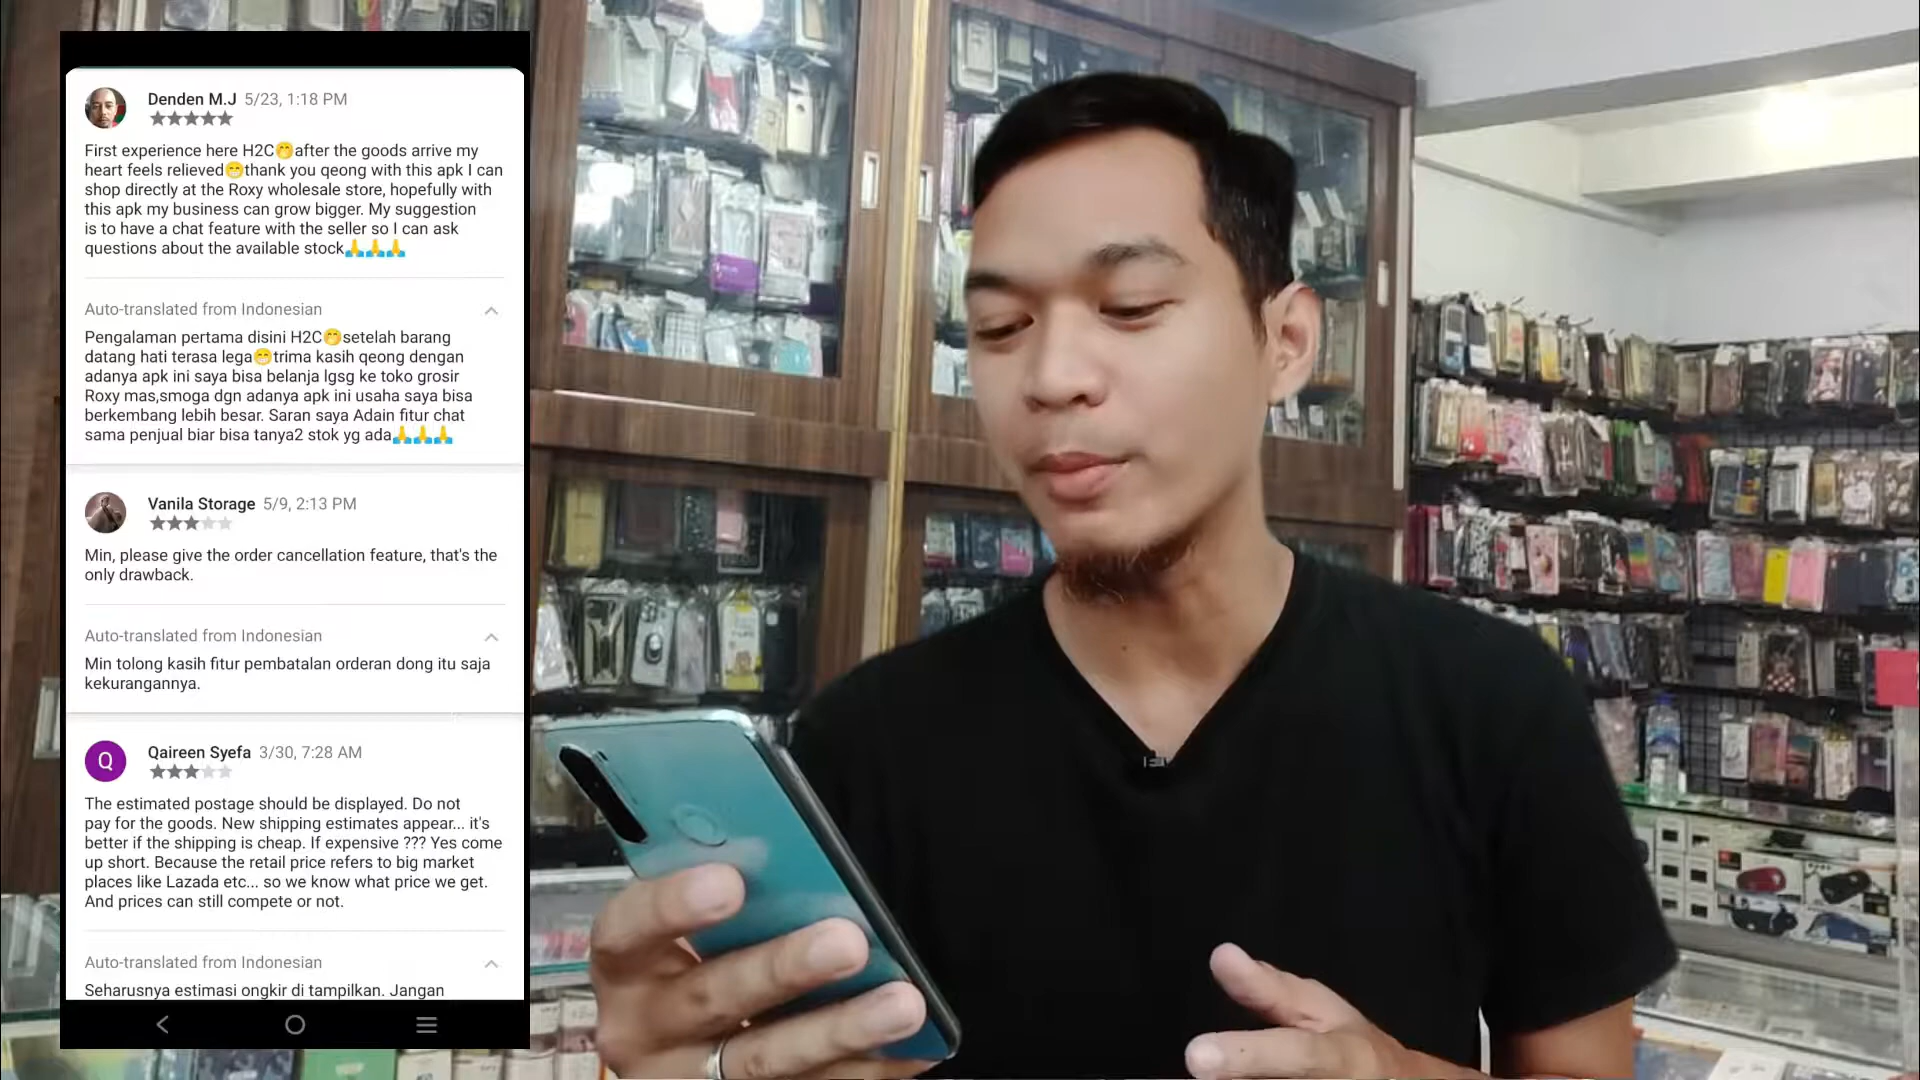 Denden M.J 5/23, 1:18 PM
First experience here H2C🤭after the goods arrive my
heart feels relieved😁thank you qeong with this apk I can
shop directly at the Roxy wholesale store, hopefully with
this apk my business can grow bigger. My suggestion
is to have a chat feature with the seller so I can ask
questions about the available stock🙏🙏🙏
Auto-translated from Indonesian
Pengalaman pertama disini H2C🤭setelah barang
datang hati terasa lega😁trima kasih qeong dengan
adanya apk ini saya bisa belanja lgsg ke toko grosir
Roxy mas,smoga dgn adanya apk ini usaha saya bisa
berkembang lebih besar. Saran saya Adain fitur chat
sama penjual biar bisa tanya2 stok yg ada🙏🙏🙏
Vanila Storage 5/9, 2:13 PM
Min, please give the order cancellation feature, that's the
only drawback.
Auto-translated from Indonesian
Min tolong kasih fitur pembatalan orderan dong itu saja
kekurangannya.
Q
Qaireen Syefa 3/30, 7:28 AM
The estimated postage should be displayed. Do not
pay for the goods. New shipping estimates appear... it's
better if the shipping is cheap. If expensive ??? Yes come
up short. Because the retail price refers to big market
places like Lazada etc... so we know what price we get.
And prices can still compete or not.
Auto-translated from Indonesian
Seharusnya estimasi ongkir di tampilkan. Jangan